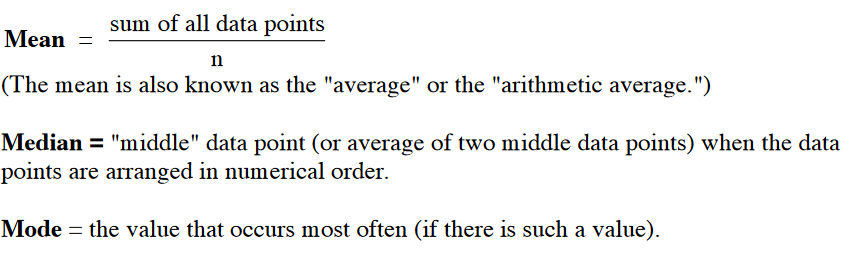 Mean = sum of all data points
n
(The mean is also known as the "average" or the "arithmetic average.")
Median = "middle" data point (or average of two middle data points) when the data
points are arranged in numerical order.
Mode = the value that occurs most often (if there is such a value).